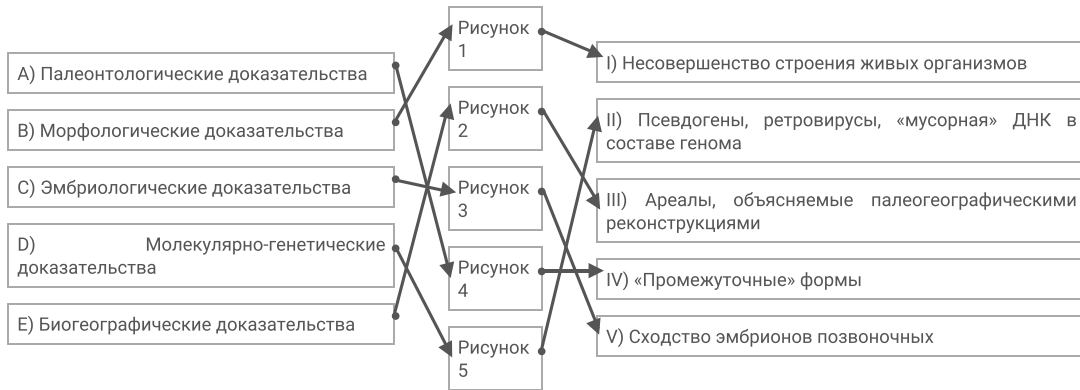 A) Палеонтологические доказательства
B) Морфологические доказательства
C) Эмбриологические доказательства
D) Молекулярно-генетические
доказательства
E) Биогеографические доказательства
Рисунок
1
Рисунок
2
Рисунок
3
Рисунок
4
Рисунок
5
I) Несовершенство строения живых организмов
II) Псевдогены, ретровирусы, «мусорная» ДНК в
составе генома
III) Ареалы, объясняемые палеогеографическими
реконструкциями
IV) «Промежуточные» формы
V) Сходство эмбрионов позвоночных